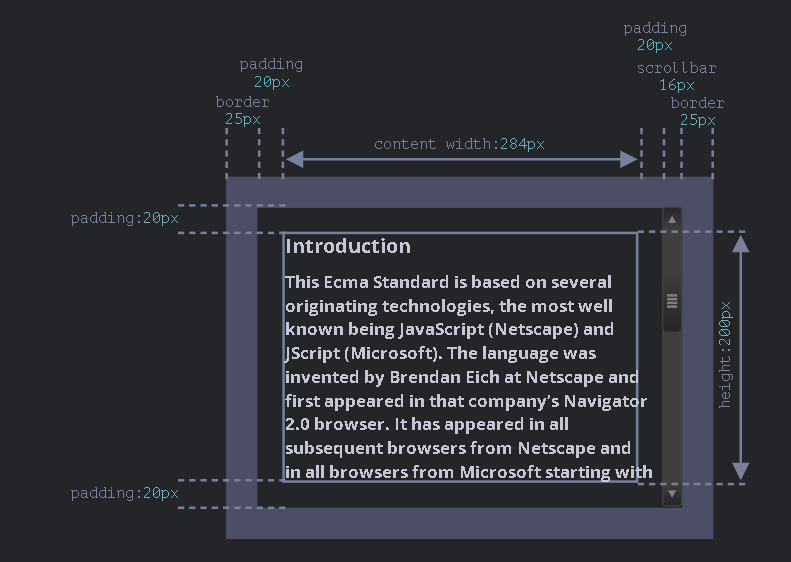 padding
20px
padding
20px
scrollbar
16px
border
25px
border
25px
content width:284px
padding:20px
Introduction
This Ecma Standard is based on several
originating technologies, the most well
known being JavaScript (Netscape) and
JScript (Microsoft). The language was
invented by Brendan Eich at Netscape and
first appeared in that company’s Navigator
2.0 browser. It has appeared in all
subsequent browsers from Netscape and
in all browsers from Microsoft starting with
height:200px
padding:20px